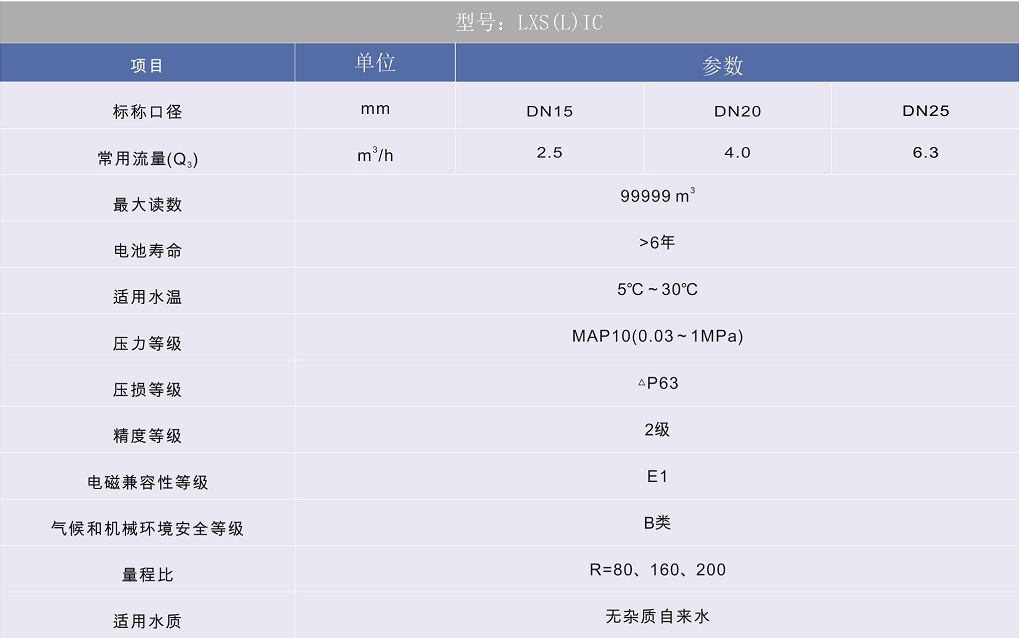 型号：LXS(L)IC
项目 单位 参数
标称口径 mm DN15 DN20 DN25
常用流量(Q₃) m³/h 2.5 4.0 6.3
最大读数 99999 m³
电池寿命 >6年
适用水温 5℃~30℃
压力等级 MAP10(0.03~1MPa)
压损等级 △P63
精度等级 2级
电磁兼容性等级 E1
气候和机械环境安全等级 B类
量程比 R=80、160、200
适用水质 无杂质自来水